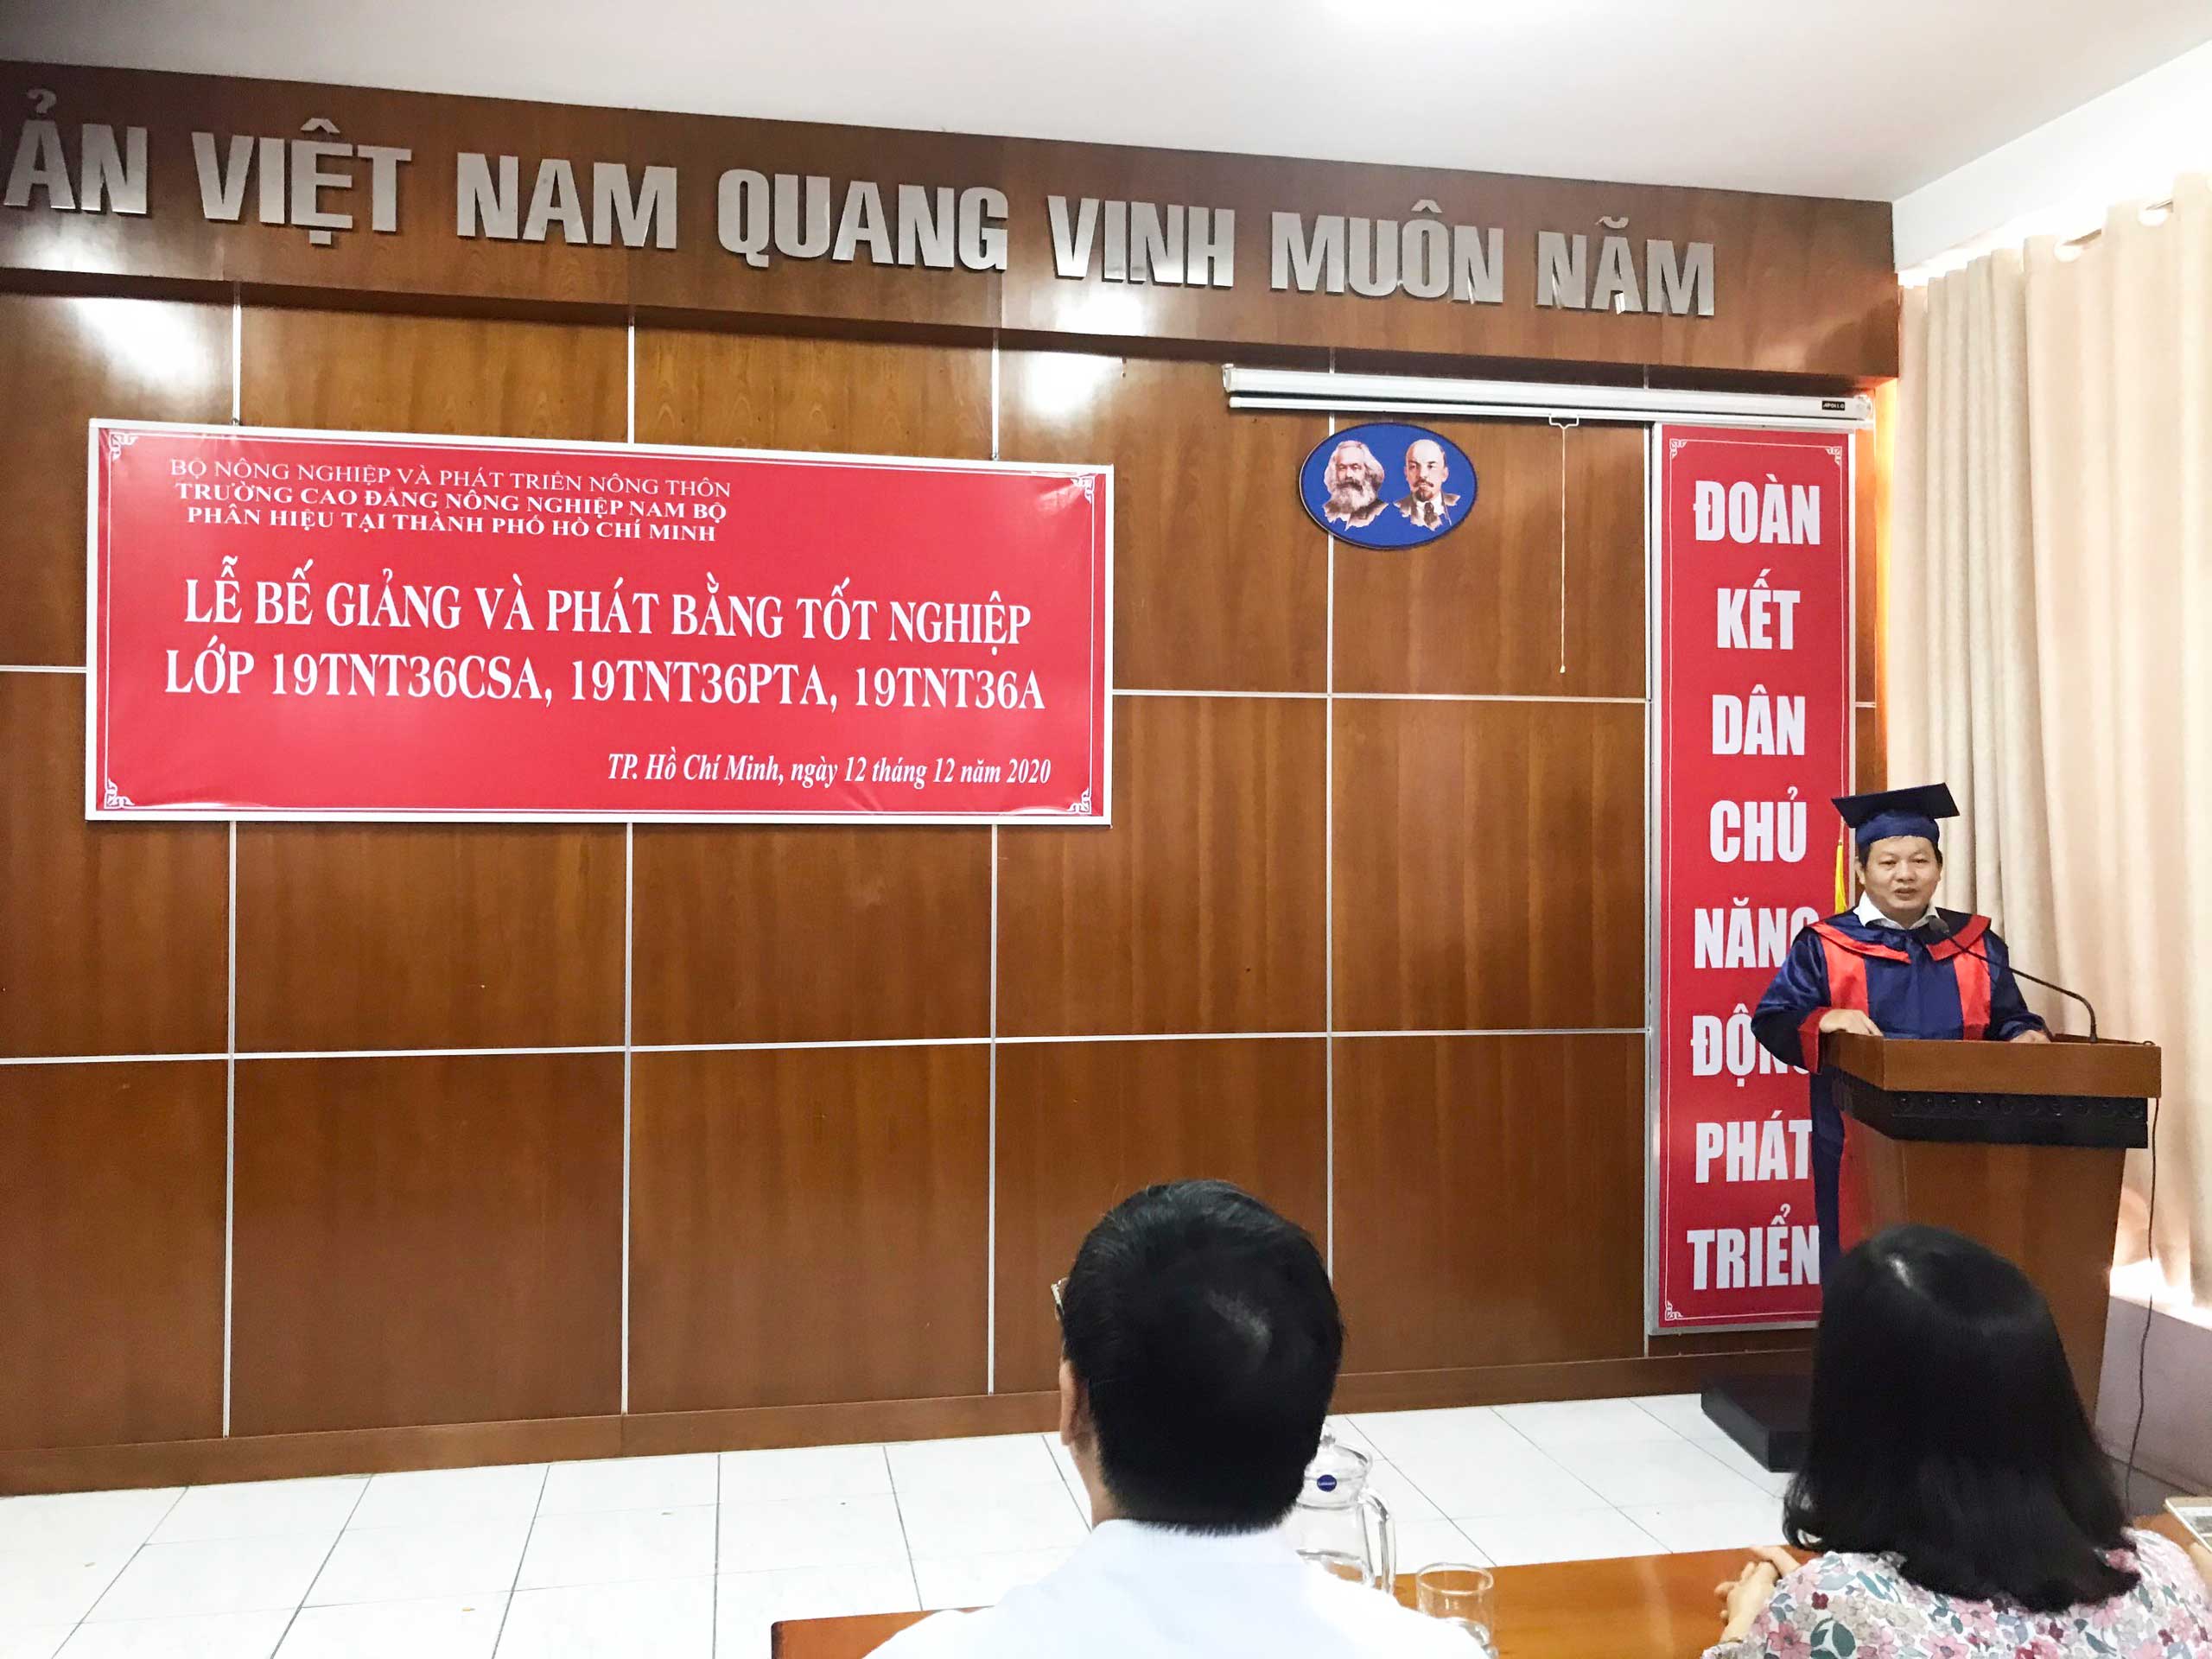 ẢN VIỆT NAM QUANG VINH MUÔN NĂM
BỘ NÔNG NGHIỆP VÀ PHÁT TRIỂN NÔNG THÔN
TRƯỜNG CAO ĐẲNG NÔNG NGHIỆP NAM BỘ
PHÂN HIỆU TẠI THÀNH PHỐ HỒ CHÍ MINH
LỄ BẾ GIẢNG VÀ PHÁT BẰNG TỐT NGHIỆP
LỚP 19TNT36CSA, 19TNT36PTA, 19TNT36A
TP. Hồ Chí Minh, ngày 12 tháng 12 năm 2020
APOLLO
ĐOÀN
KẾT
DÂN
CHỦ
NĂNG
ĐỘNG
PHÁT
TRIỂN